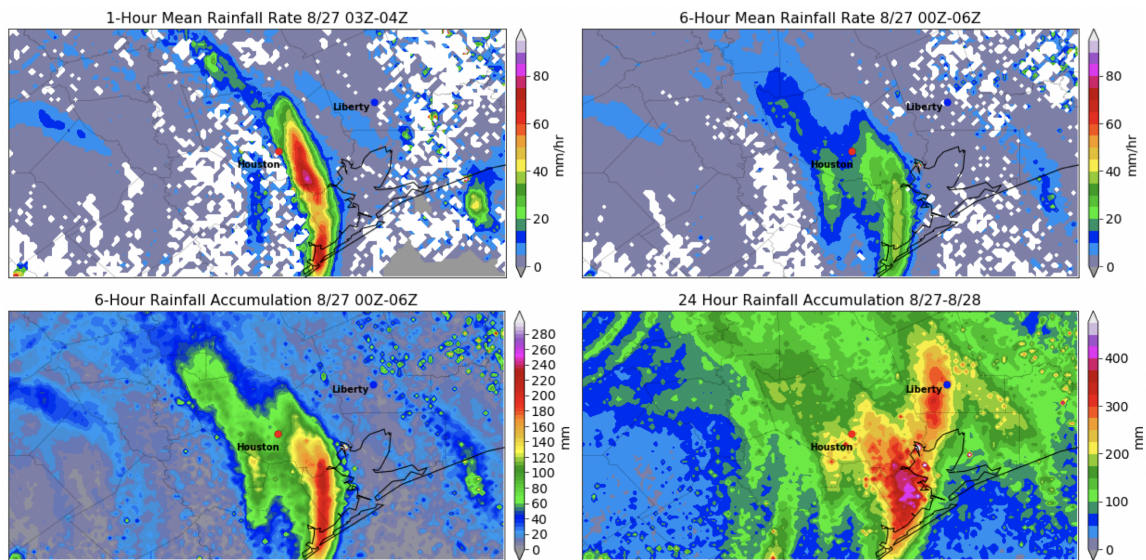 1-Hour Mean Rainfall Rate 8/27 03Z-04Z
Liberty
Houston
80
60
40
20
0
mm/hr
6-Hour Mean Rainfall Rate 8/27 00Z-06Z
Liberty
Houston
80
60
40
20
0
mm/hr
6-Hour Rainfall Accumulation 8/27 00Z-06Z
Liberty
Houston
280
260
240
220
200
180
160
140
120
100
80
60
40
20
0
mm
24 Hour Rainfall Accumulation 8/27-8/28
Liberty
Houston
400
300
200
100
0
mm